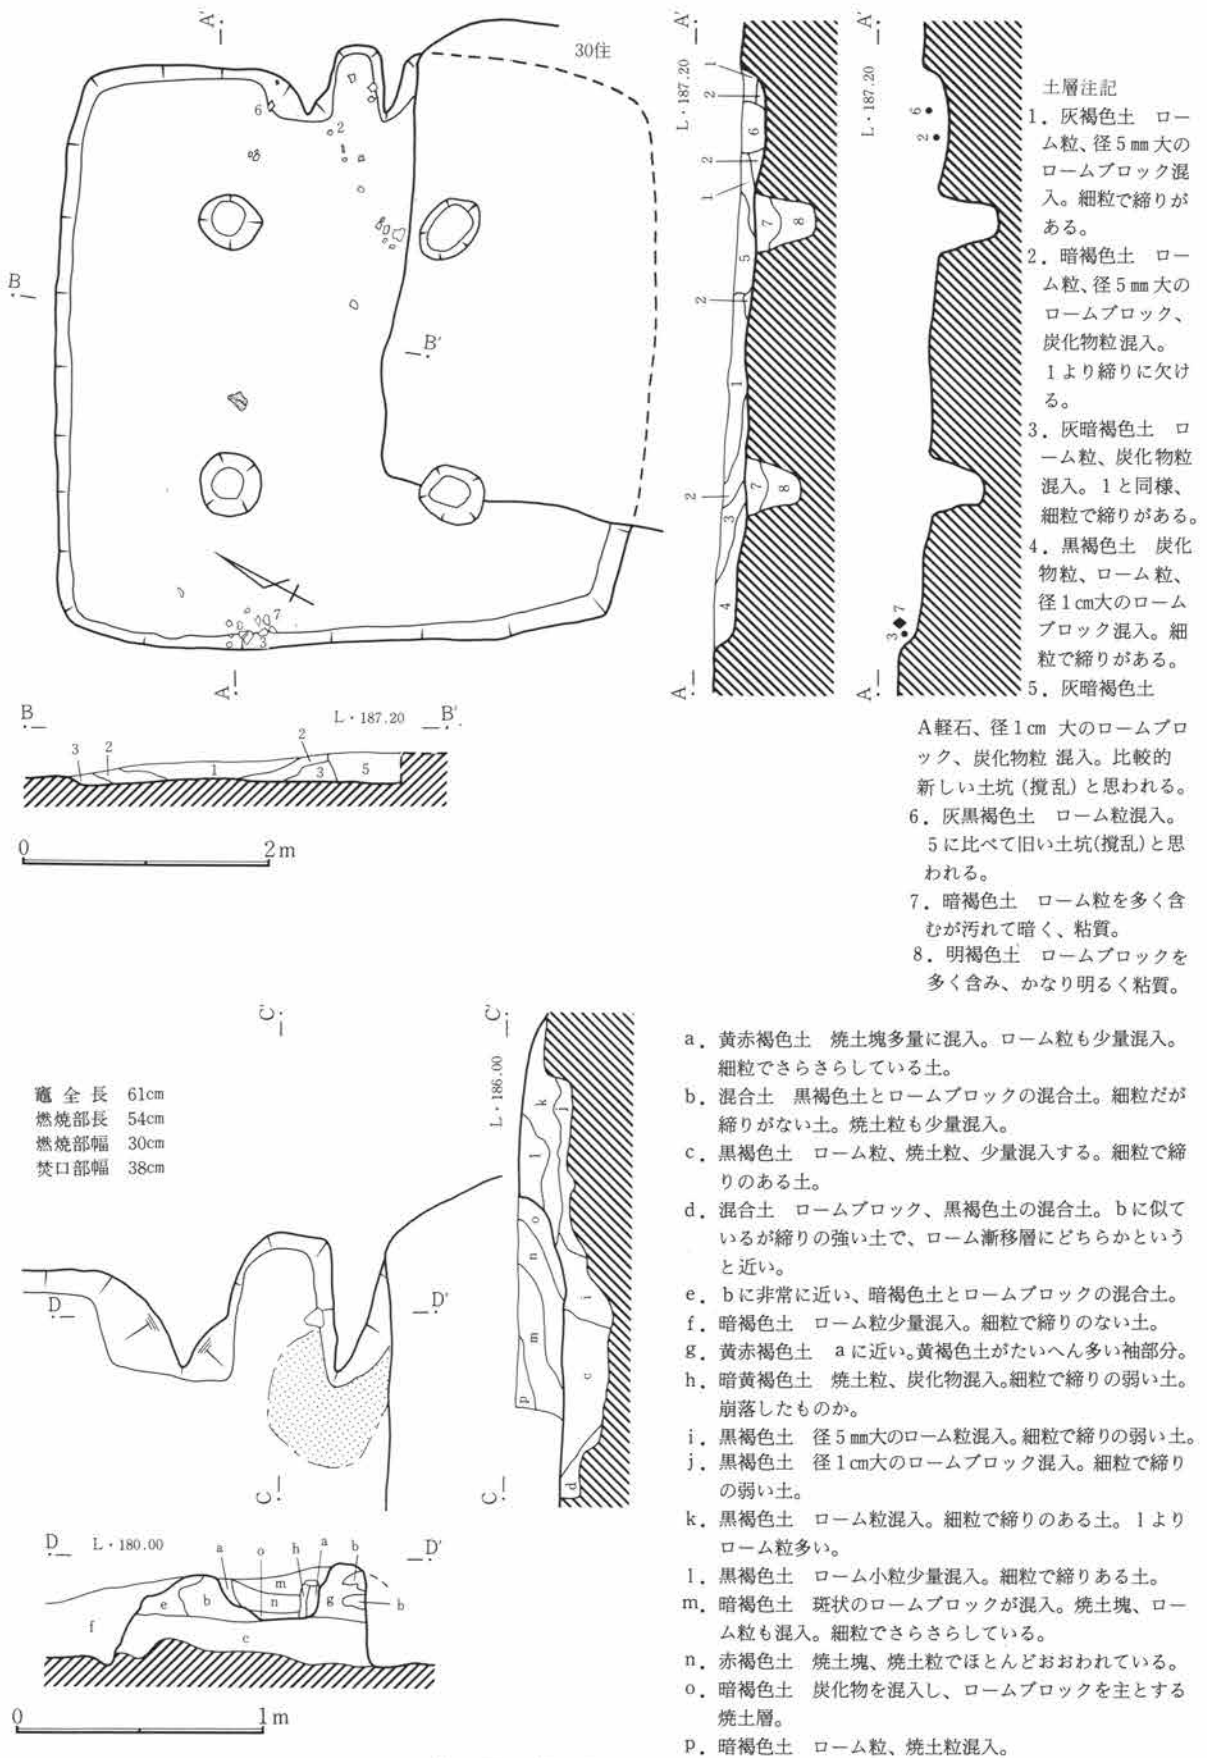 A'
A'
A'
30住
L・187.20
L・187.20
1
2
6
2
1
7
8
5
2
1
2
7
8
3
4
6
2
7
3
6
2
B
B'
7
3
A
A
A
土層注記
1．灰褐色土　ロー
ム粒、径5㎜大の
ロームブロック混
入。細粒で締りが
ある。
2．暗褐色土　ロー
ム粒、径5㎜大の
ロームブロック、
炭化物粒混入。
1より締りに欠け
る。
3．灰暗褐色土　ロ
ーム粒、炭化物粒
混入。1と同様、
細粒で締りがある。
4．黒褐色土　炭化
物粒、ローム粒、
径1㎝大のローム
ブロック混入。細
粒で締りがある。
5．灰暗褐色土
A軽石、径1㎝ 大のロームブロ
ック、炭化物粒 混入。比較的
新しい土坑(攪乱)と思われる。
6．灰黒褐色土　ローム粒混入。
5に比べて旧い土坑(攪乱)と思
われる。
7．暗褐色土　ローム粒を多く含
むが汚れて暗く、粘質。
8．明褐色土　ロームブロックを
多く含み、かなり明るく粘質。
B
L・187.20
B'
3
2
1
2
3
5
0
2m
C'
C'
L・186.00
竈全長　61cm
燃焼部長　54cm
燃焼部幅　30cm
焚口部幅　38cm
k
j
l
o
n
i
m
c
p
d
D
D'
C
C
D
L・180.00
D'
a
o
h
a
b
m
e
b
n
g
b
f
c
0
1m
a．黄赤褐色土　焼土塊多量に混入。ローム粒も少量混入。
細粒でさらさらしている土。
b．混合土　黒褐色土とロームブロックの混合土。細粒だが
締りがない土。焼土粒も少量混入。
c．黒褐色土　ローム粒、焼土粒、少量混入する。細粒で締
りのある土。
d．混合土　ロームブロック、黒褐色土の混合土。bに似て
いるが締りの強い土で、ローム漸移層にどちらかという
と近い。
e．bに非常に近い、暗褐色土とロームブロックの混合土。
f．暗褐色土　ローム粒少量混入。細粒で締りのない土。
g．黄赤褐色土　aに近い。黄褐色土がたいへん多い袖部分。
h．暗黄褐色土　焼土粒、炭化物混入。細粒で締りの弱い土。
崩落したものか。
i．黒褐色土　径5㎜大のローム粒混入。細粒で締りの弱い土。
j．黒褐色土　径1㎝大のロームブロック混入。細粒で締り
の弱い土。
k．黒褐色土　ローム粒混入。細粒で締りのある土。lより
ローム粒多い。
l．黒褐色土　ローム小粒少量混入。細粒で締りある土。
m．暗褐色土　斑状のロームブロックが混入。焼土塊、ロー
ム粒も混入。細粒でさらさらしている。
n．赤褐色土　焼土塊、焼土粒でほとんどおおわれている。
o．暗褐色土　炭化物を混入し、ロームブロックを主とする
焼土層。
p．暗褐色土　ローム粒、焼土粒混入。